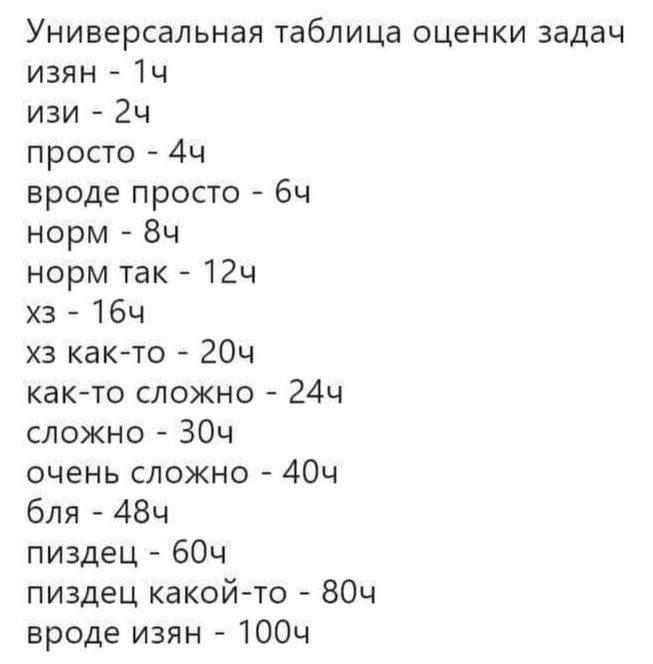 Универсальная таблица оценки задач
изян - 1ч
изи - 2ч
просто - 4ч
вроде просто - 6ч
норм - 8ч
норм так - 12ч
хз - 16ч
хз как-то - 20ч
как-то сложно - 24ч
сложно - 30ч
очень сложно - 40ч
бля - 48ч
пиздец - 60ч
пиздец какой-то - 80ч
вроде изян - 100ч